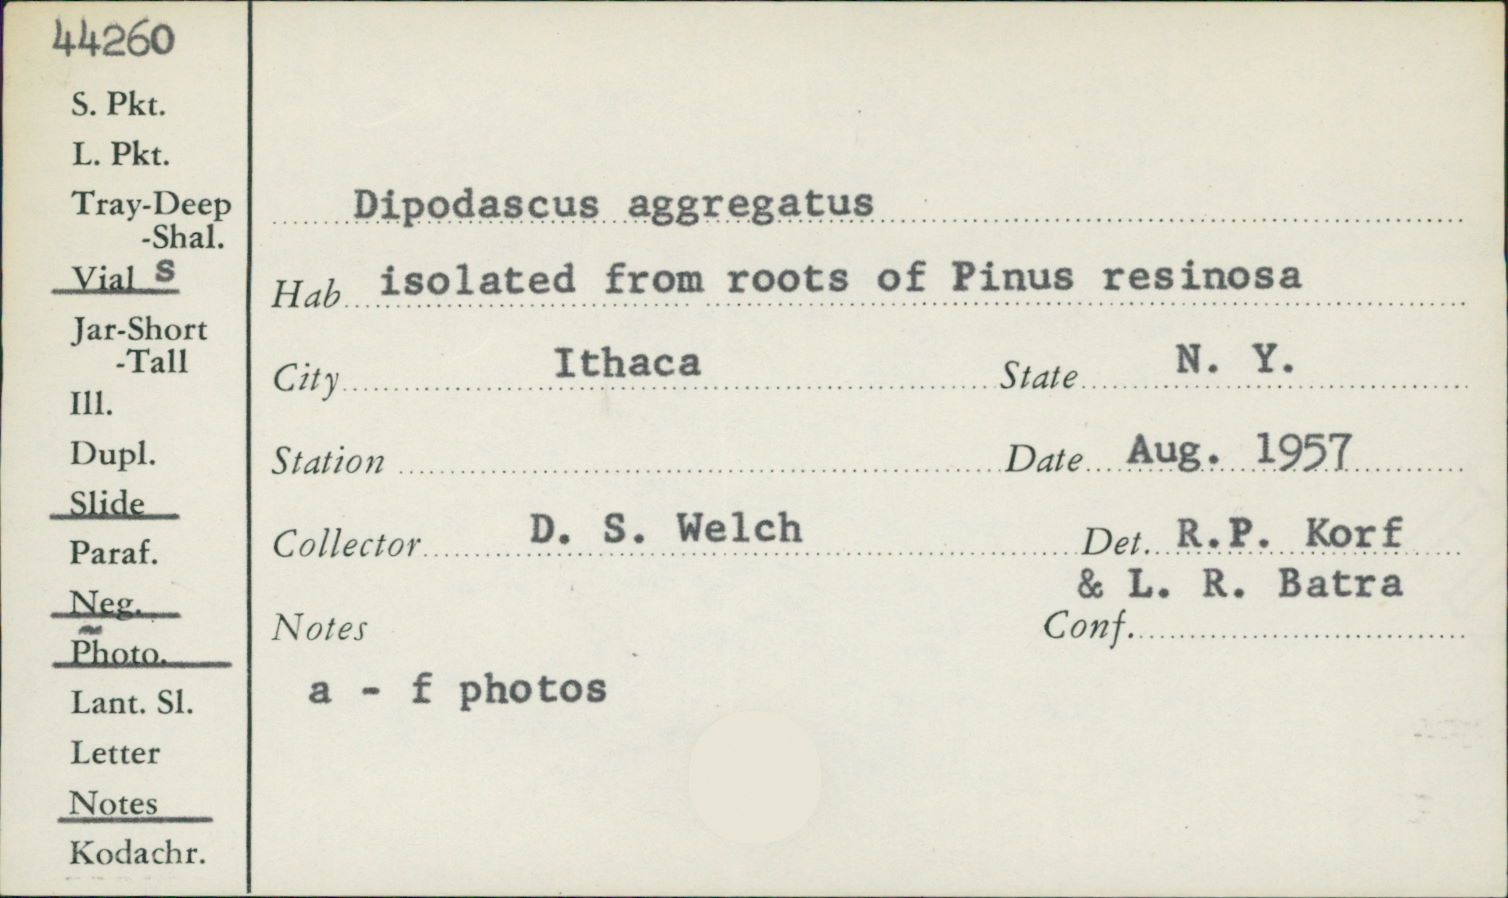 44260
S. Pkt.
L. Pkt.
Tray-Deep
-Shal.
Vial s
Jar-Short
-Tall
Ill.
Dupl.
Slide
Paraf.
Neg.
Photo.
Lant. Sl.
Letter
Notes
Kodachr.
Dipodascus aggregatus
Hab isolated from roots of Pinus resinosa
City Ithaca State N. Y.
Station Date Aug. 1957
Collector D. S. Welch Det. R.P. Korf
& L. R. Batra
Notes Conf.
a - f photos